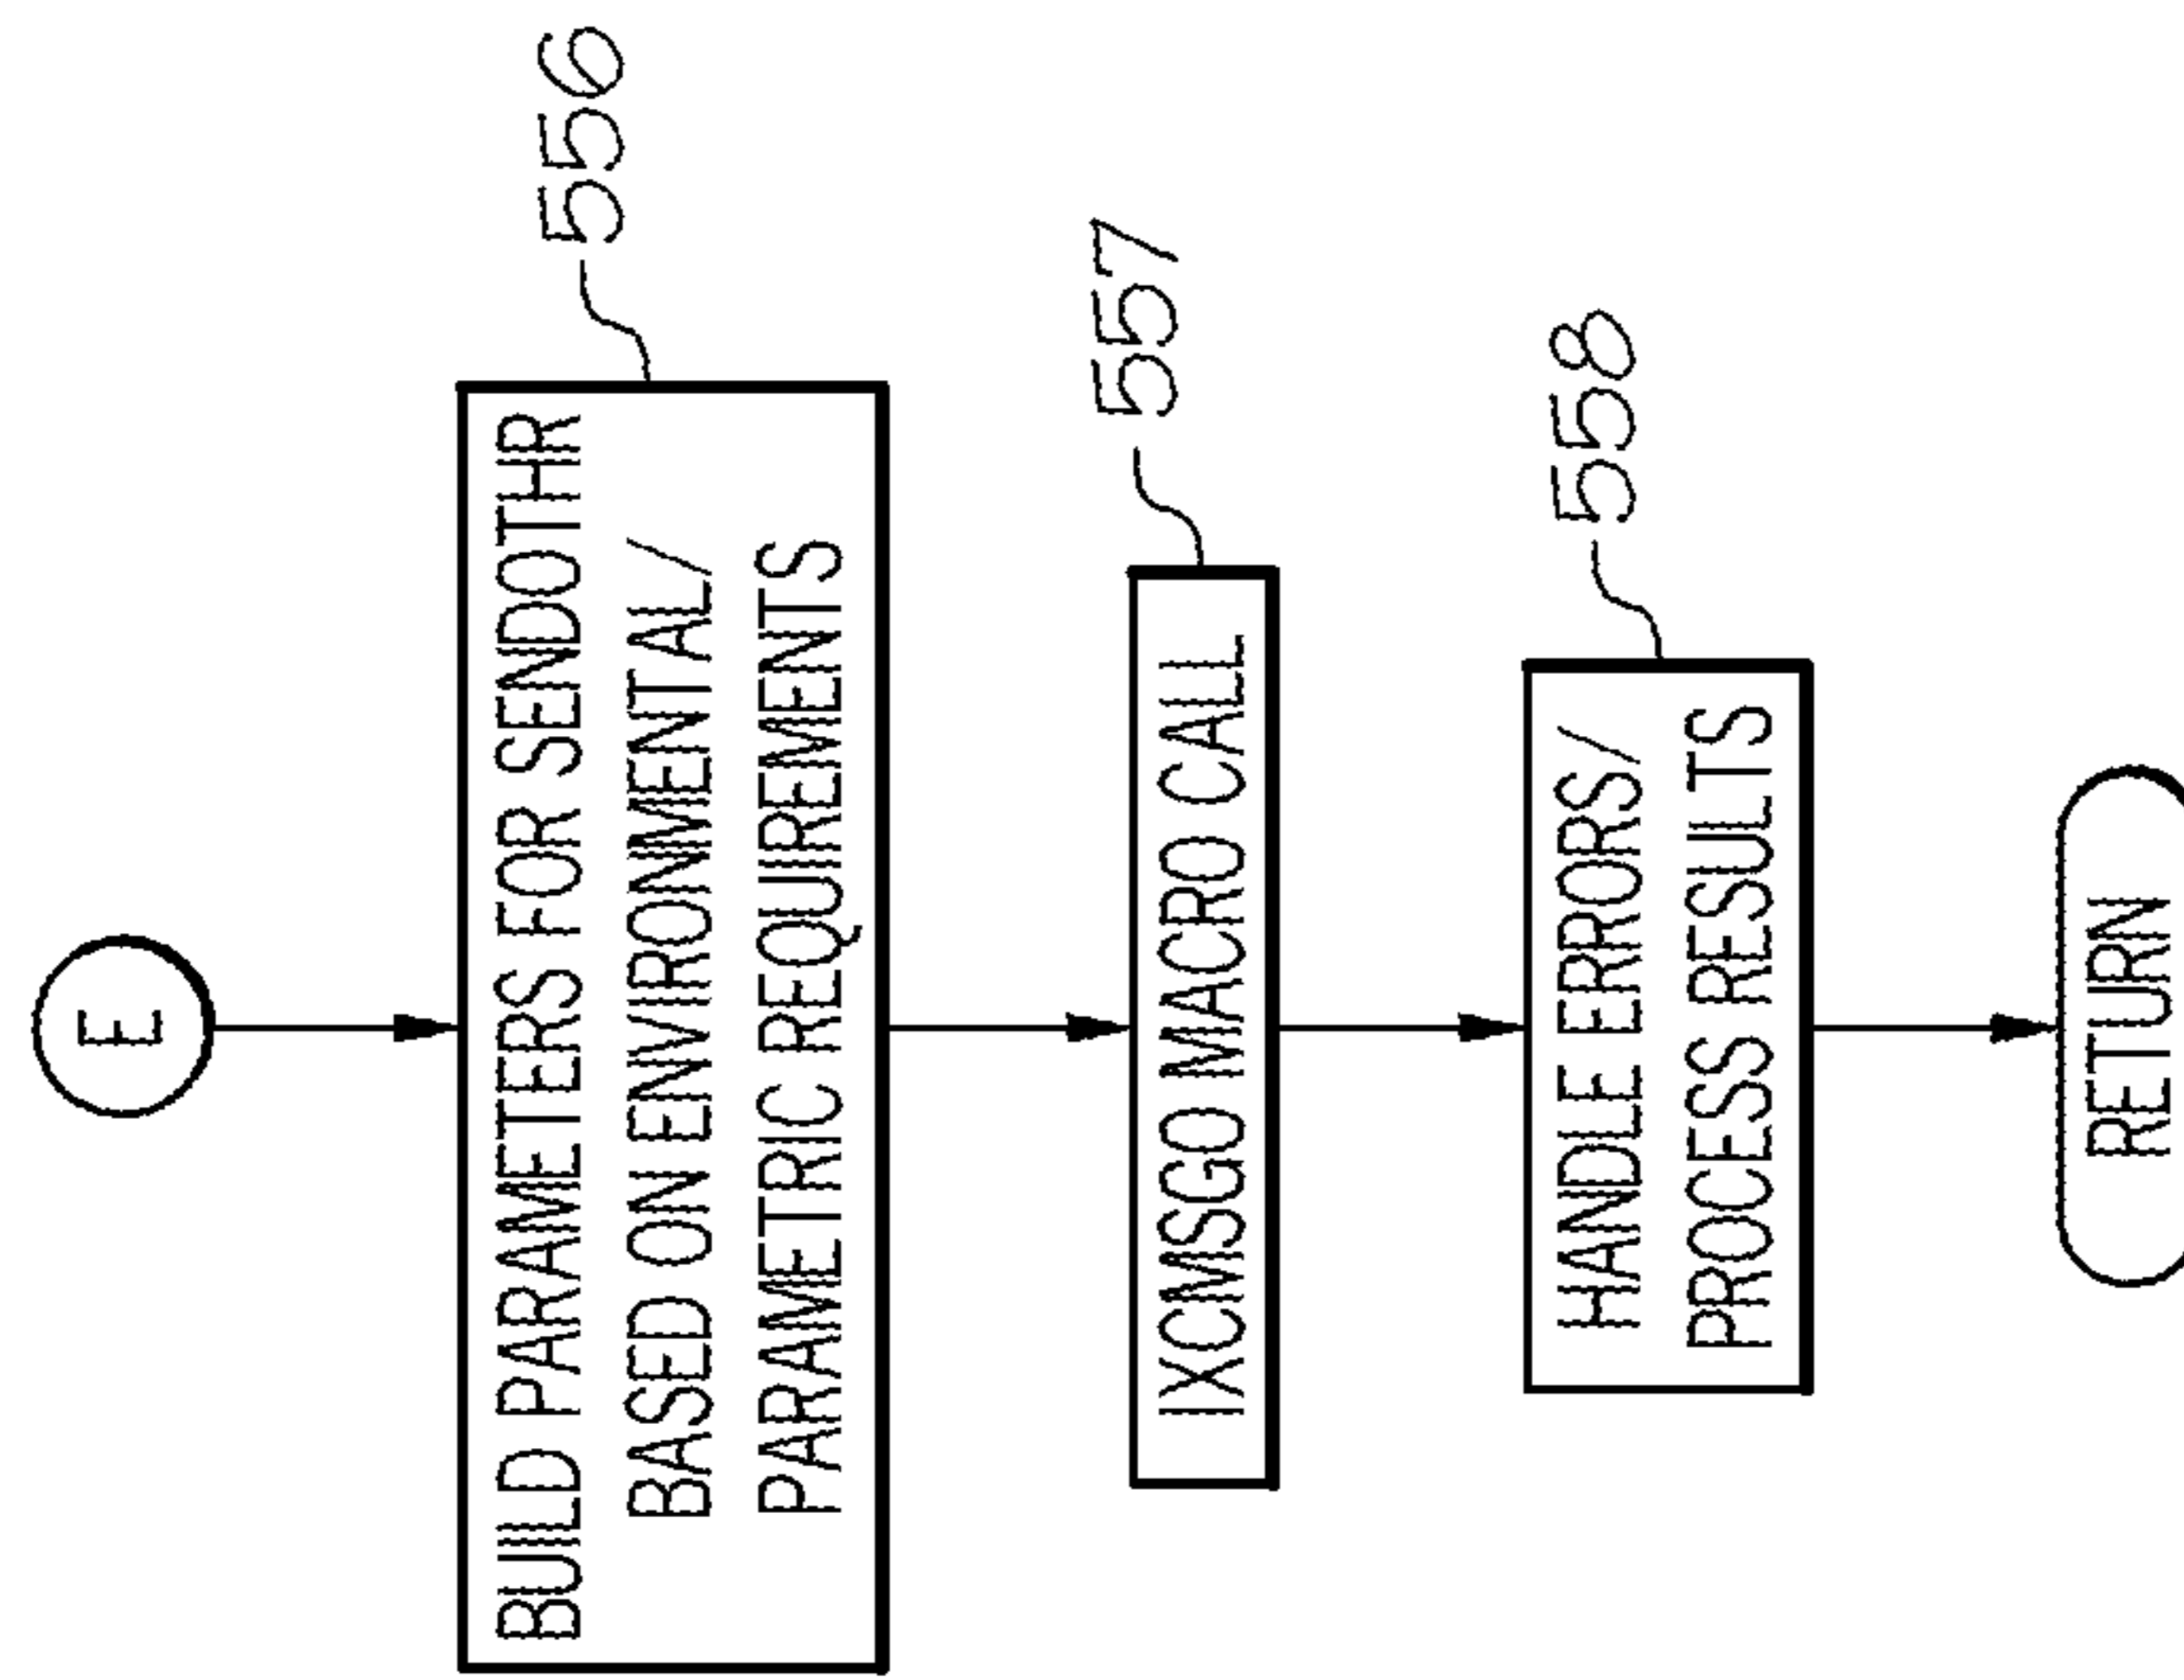 E
556
BUILD PARAMETERS FOR SENDOTHR
BASED ON ENVIRONMENTAL/
PARAMETRIC REQUIREMENTS
557
IXCMSGO MACRO CALL
558
HANDLE ERRORS/
PROCESS RESULTS
RETURN